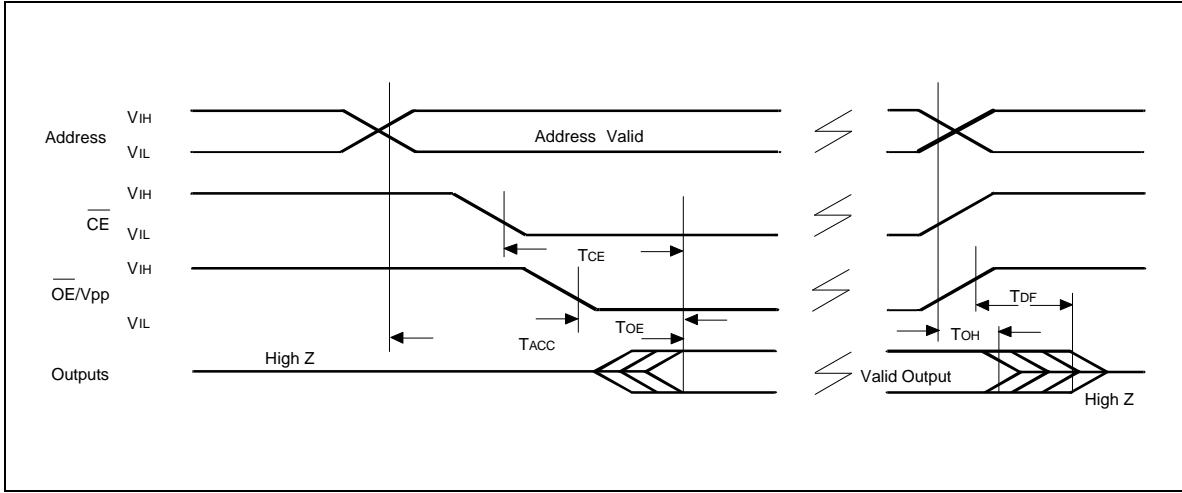 VIH
Address
Address Valid
VIL
VIH
CE
VIL
TCE
VIH
OE/Vpp
TDF
VIL
TOE
TOH
TACC
High Z
Outputs
Valid Output
High Z